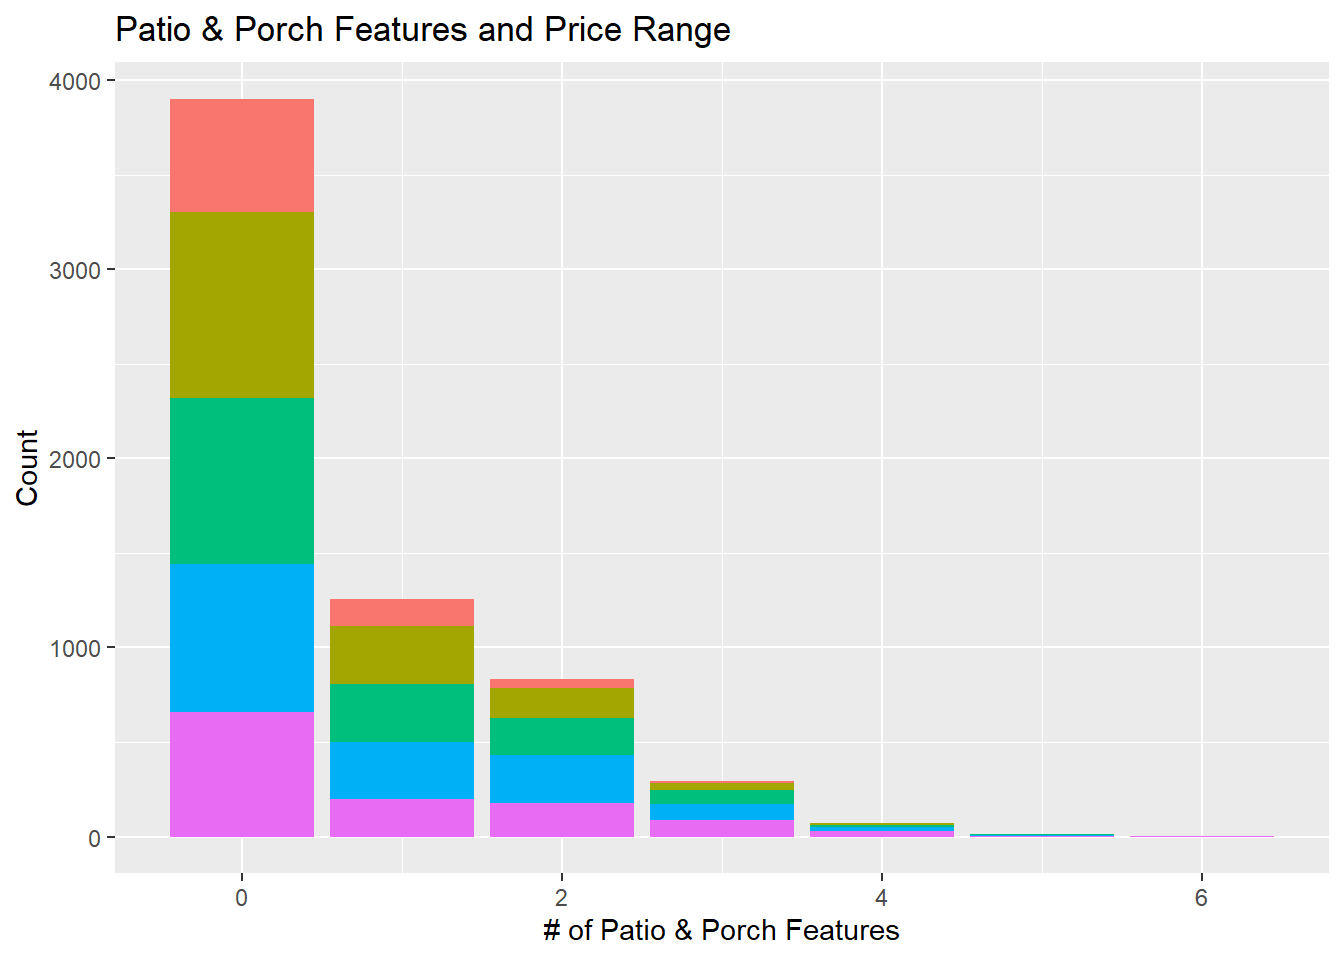 Patio & Porch Features and Price Range
4000
3000
2000
1000
0
Count
0 2 4 6
# of Patio & Porch Features